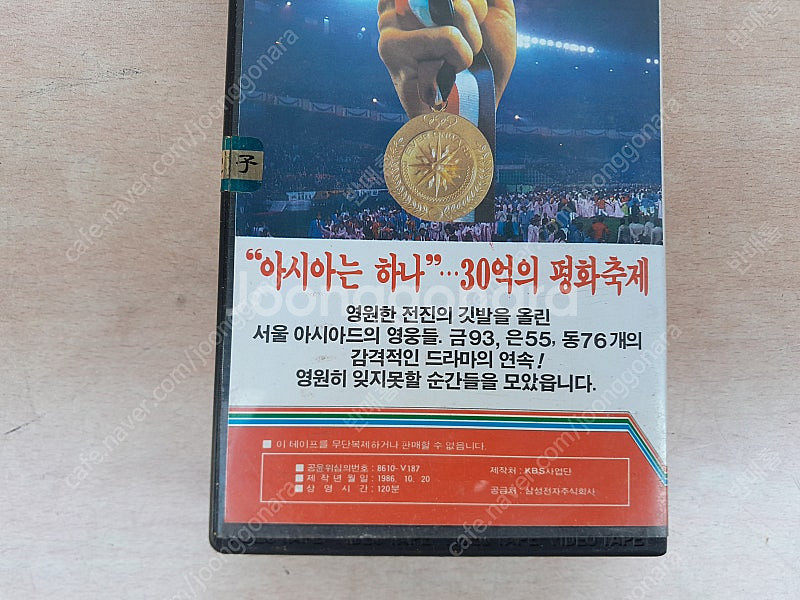 子
“아시아는 하나”…30억의 평화축제
영원한 전진의 깃발을 올린
서울 아시아드의 영웅들. 금93, 은55, 동76개의
감격적인 드라마의 연속!
영원히 잊지못할 순간들을 모았읍니다.
■ 이 테이프를 무단복제하거나 판매할 수 없읍니다.
■ 공윤위심의번호 : 8610-V187
■ 제 작 년 월 일 : 1986. 10. 20
■ 상 영 시 간 : 120분
제작처 : KBS사업단
공급처 : 삼성전자주식회사
VIDEO TAPE
Joonggonara
cafe.naver.com/joonggonara